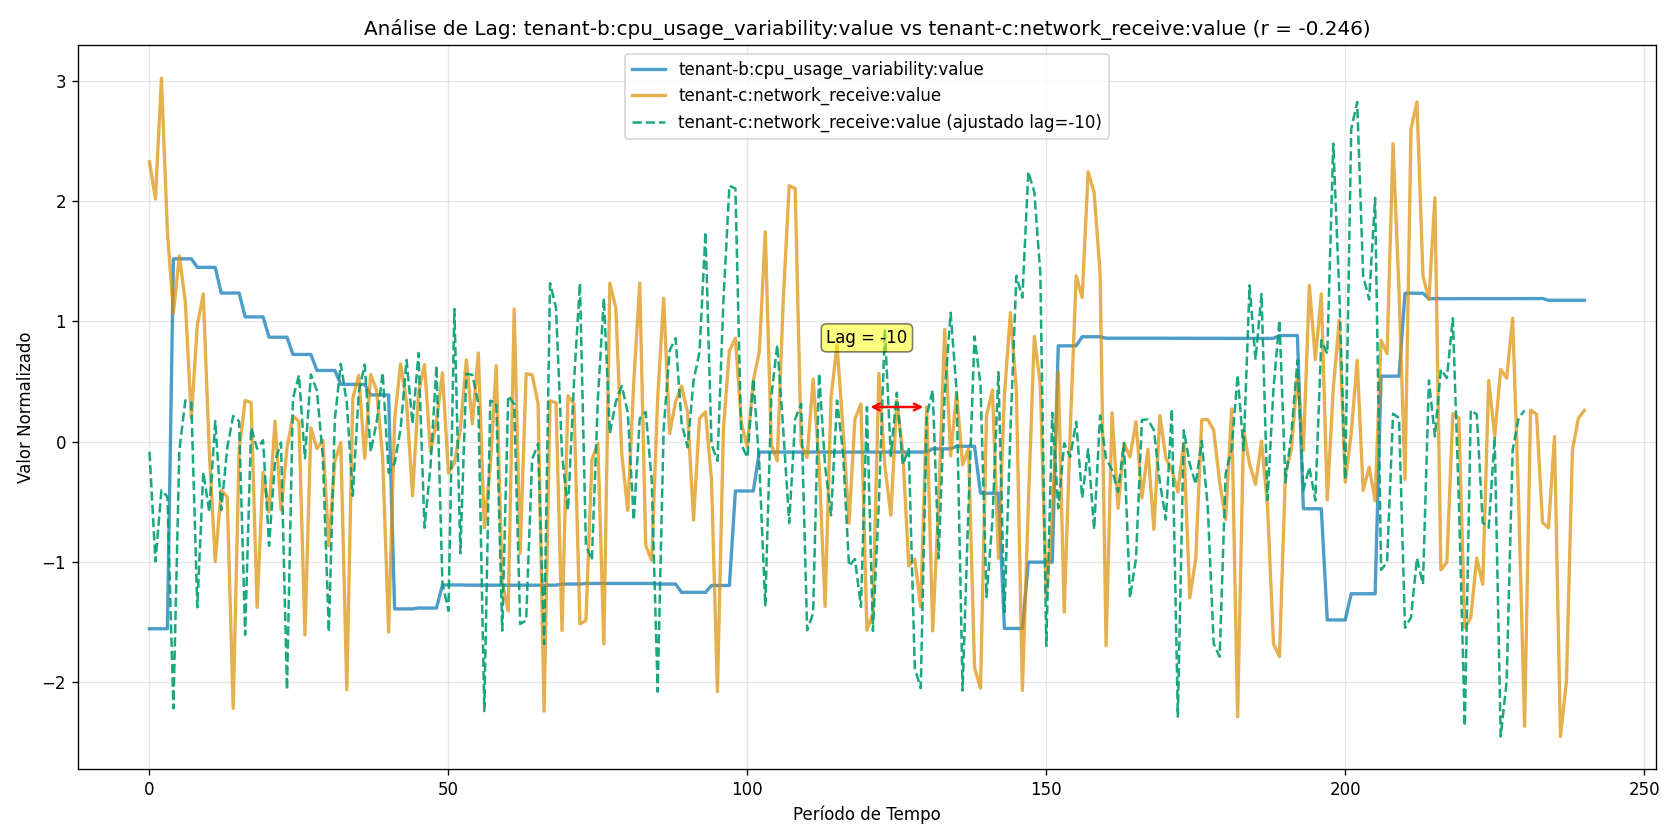 Análise de Lag: tenant-b:cpu_usage_variability:value vs tenant-c:network_receive:value (r = -0.246)
tenant-b:cpu_usage_variability:value
tenant-c:network_receive:value
tenant-c:network_receive:value (ajustado lag=-10)
Lag = -10
Valor Normalizado
3
2
1
0
−1
−2
0 50 100 150 200 250
Período de Tempo